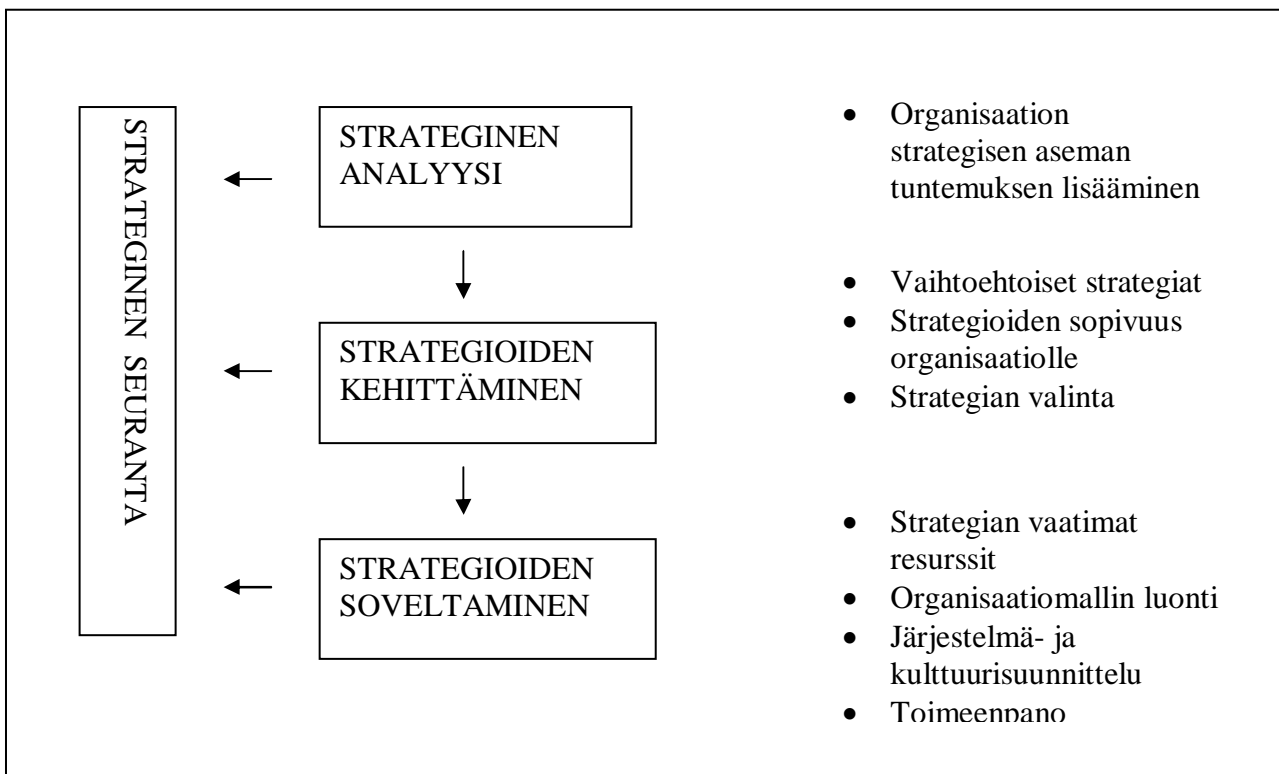 STRATEGINEN SEURANTA
STRATEGINEN
ANALYYSI
• Organisaation
strategisen aseman
tuntemuksen lisääminen
STRATEGIOIDEN
KEHITTÄMINEN
• Vaihtoehtoiset strategiat
• Strategioiden sopivuus
organisaatiolle
• Strategian valinta
STRATEGIOIDEN
SOVELTAMINEN
• Strategian vaatimat
resurssit
• Organisaatiomallin luonti
• Järjestelmä- ja
kulttuurisuunnittelu
• Toimeenpano